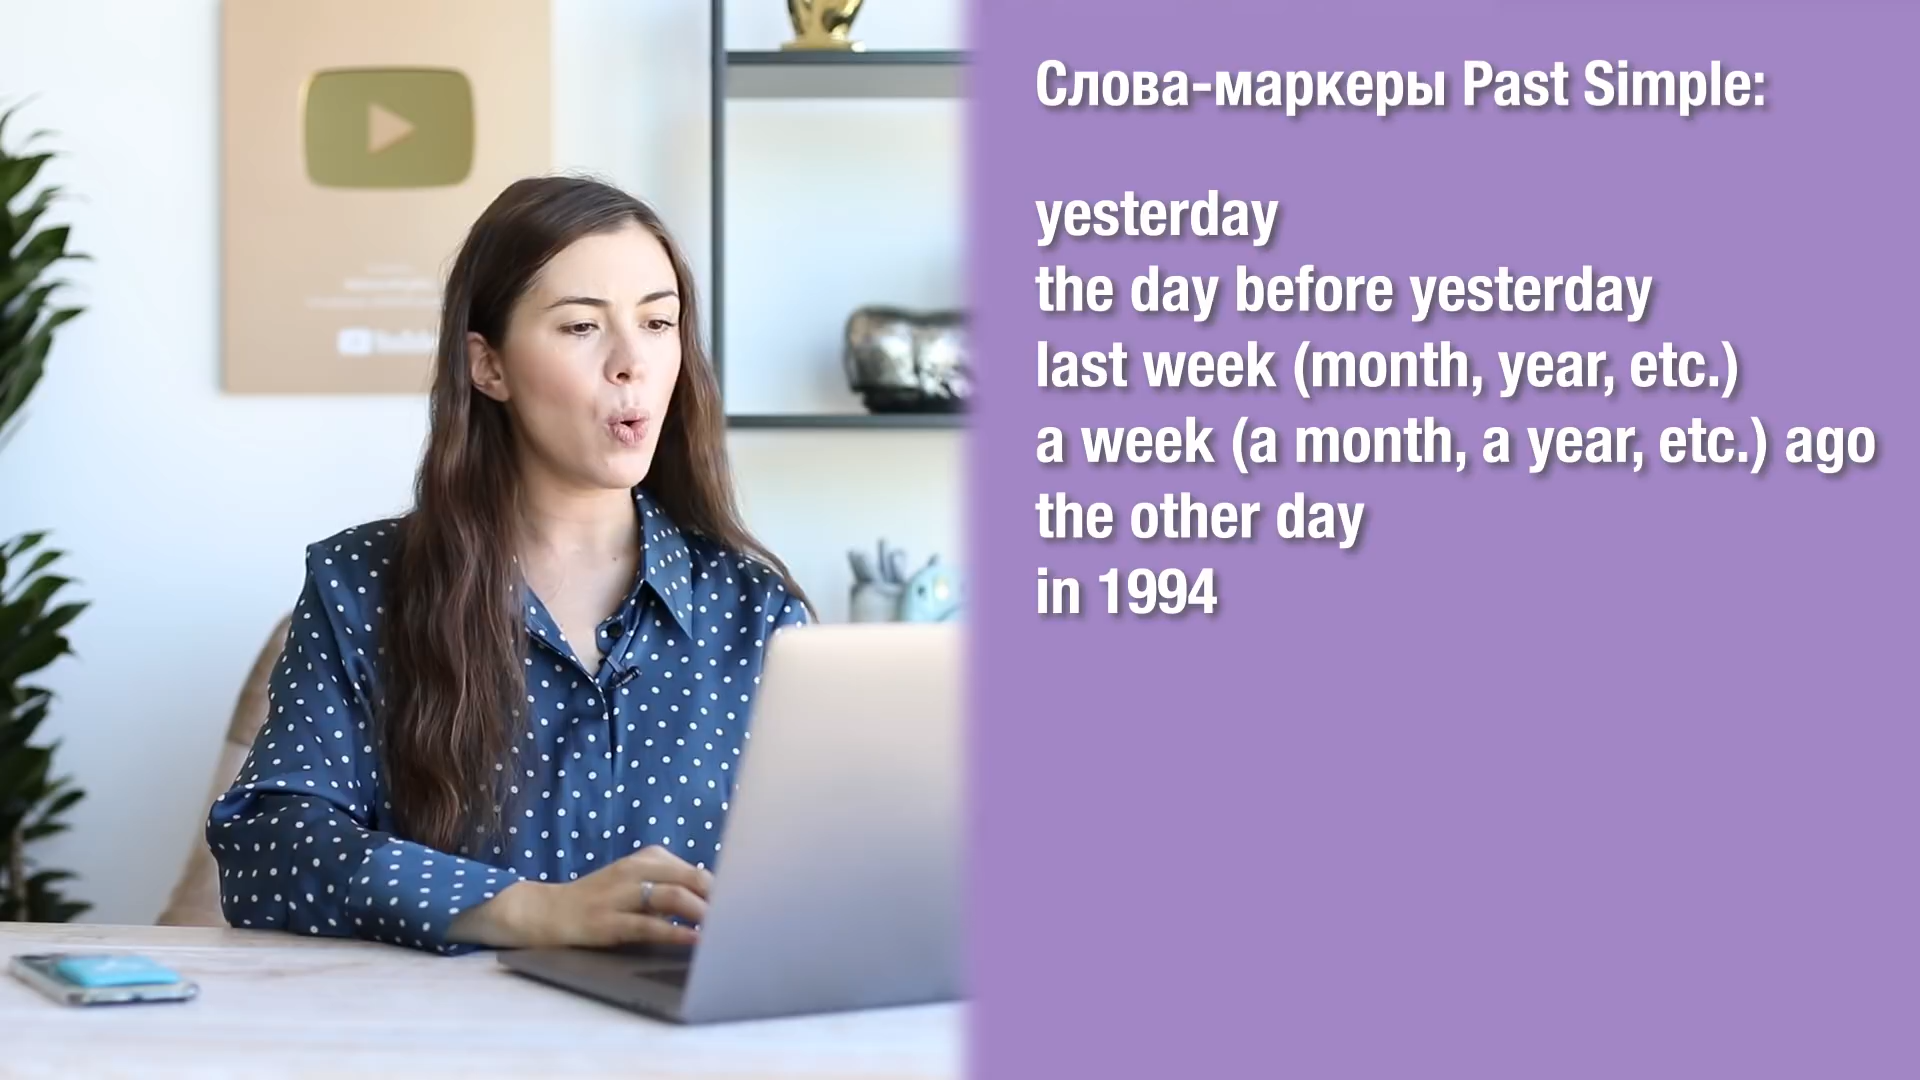 Слова-маркеры Past Simple:
yesterday
the day before yesterday
last week (month, year, etc.)
a week (a month, a year, etc.) ago
the other day
in 1994